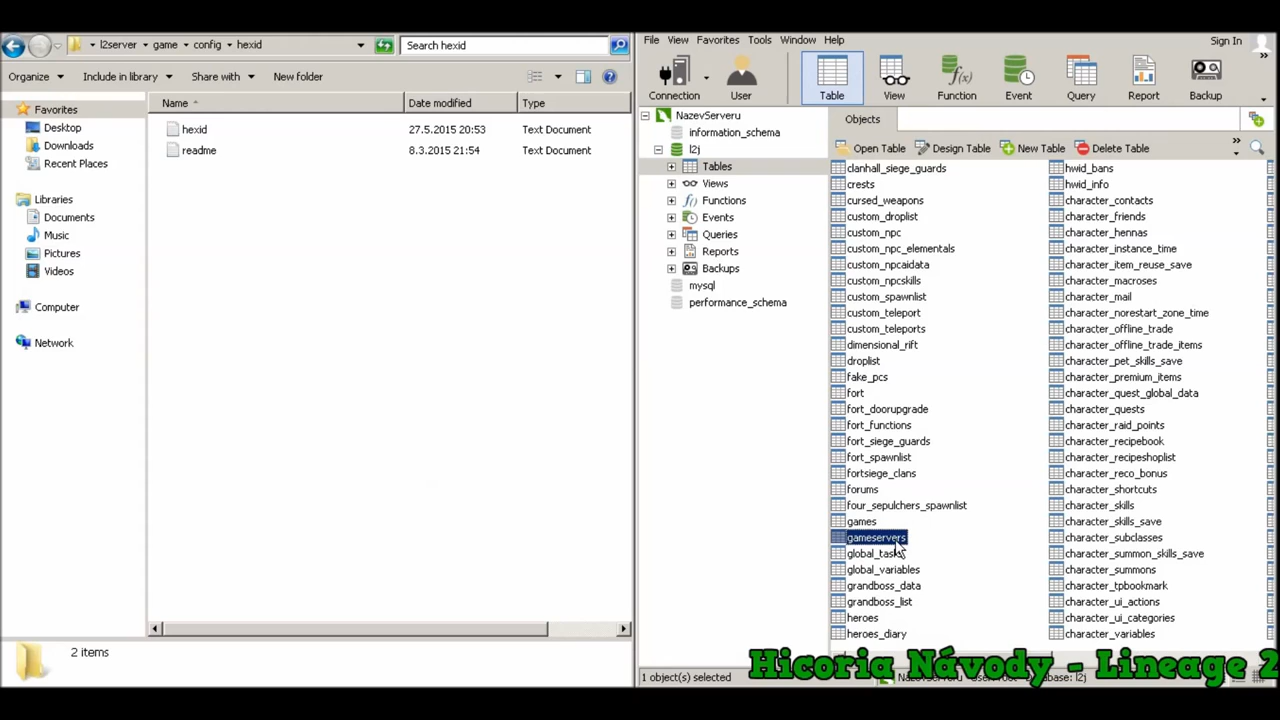 l2server ▸ game ▸ config ▸ hexid
Search hexid
Organize
Include in library
Share with
New folder
Favorites
Desktop
Downloads
Recent Places
Libraries
Documents
Music
Pictures
Videos
Computer
Network
Name Date modified Type
hexid 27.5.2015 20:53 Text Document
readme 8.3.2015 21:54 Text Document
2 items
File View Favorites Tools Window Help
Sign In
Connection User Table View Function Event Query Report Backup
NazevServeru
information_schema
l2j
Tables
Views
Functions
Events
Queries
Reports
Backups
mysql
performance_schema
Objects
Open Table Design Table New Table Delete Table
clanhall_siege_guards
crests
cursed_weapons
custom_droplist
custom_npc
custom_npc_elementals
custom_npcaidata
custom_npcskills
custom_spawnlist
custom_teleport
custom_teleports
dimensional_rift
droplist
fake_pcs
fort
fort_doorupgrade
fort_functions
fort_siege_guards
fort_spawnlist
fortsiege_clans
forums
four_sepulchers_spawnlist
games
gameservers
global_tasks
global_variables
grandboss_data
grandboss_list
heroes
heroes_diary
hwid_bans
hwid_info
character_contacts
character_friends
character_hennas
character_instance_time
character_item_reuse_save
character_macroses
character_mail
character_norestart_zone_time
character_offline_trade
character_offline_trade_items
character_pet_skills_save
character_premium_items
character_quest_global_data
character_quests
character_raid_points
character_recipebook
character_recipeshoplist
character_reco_bonus
character_shortcuts
character_skills
character_skills_save
character_subclasses
character_summon_skills_save
character_summons
character_tpbookmark
character_ui_actions
character_ui_categories
character_variables
Hicoria Návody - Lineage 2
1 object(s) selected